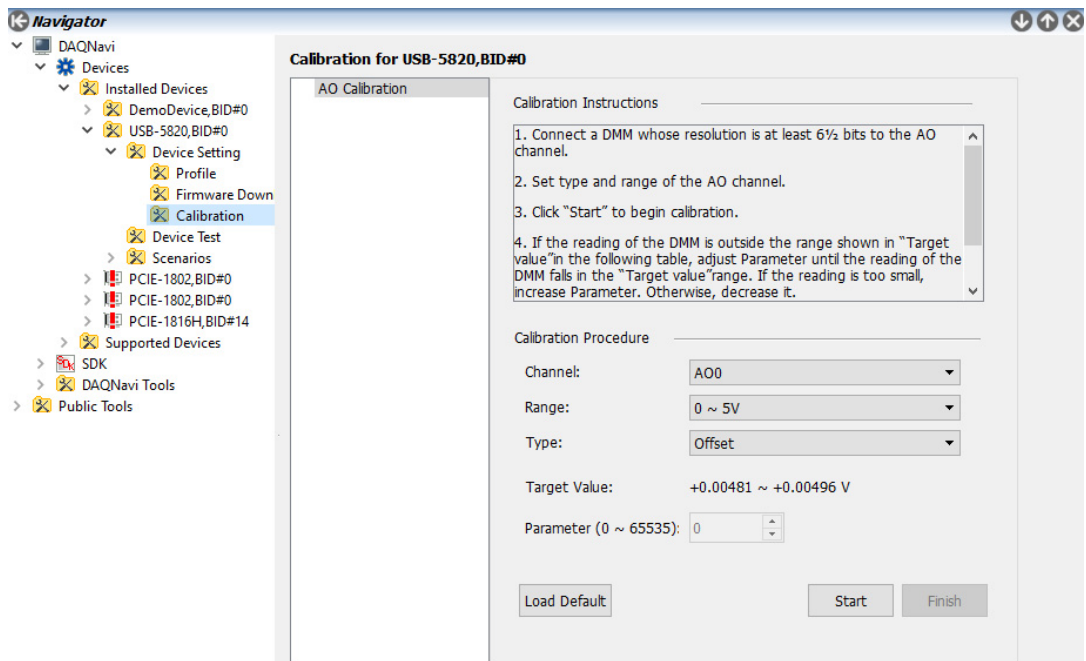 Navigator
DAQNavi
Devices
Installed Devices
DemoDevice,BID#0
USB-5820,BID#0
Device Setting
Profile
Firmware Down
Calibration
Device Test
Scenarios
PCIE-1802,BID#0
PCIE-1802,BID#0
PCIE-1816H,BID#14
Supported Devices
SDK
DAQNavi Tools
Public Tools
Calibration for USB-5820,BID#0
AO Calibration
Calibration Instructions
1. Connect a DMM whose resolution is at least 6½ bits to the AO
channel.
2. Set type and range of the AO channel.
3. Click “Start” to begin calibration.
4. If the reading of the DMM is outside the range shown in “Target
value”in the following table, adjust Parameter until the reading of the
DMM falls in the “Target value”range. If the reading is too small,
increase Parameter. Otherwise, decrease it.
Calibration Procedure
Channel: AO0
Range: 0 ~ 5V
Type: Offset
Target Value: +0.00481 ~ +0.00496 V
Parameter (0 ~ 65535): 0
Load Default Start Finish